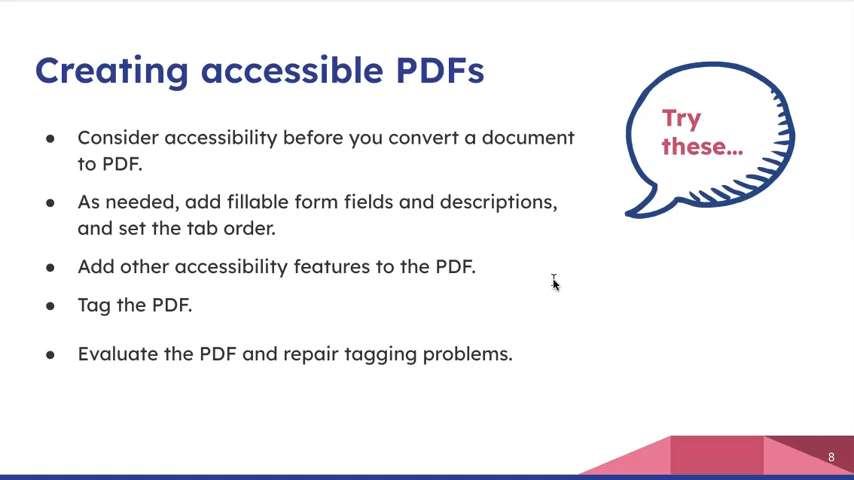 Creating accessible PDFs
Try
these...
● Consider accessibility before you convert a document
to PDF.
● As needed, add fillable form fields and descriptions,
and set the tab order.
● Add other accessibility features to the PDF.
● Tag the PDF.
● Evaluate the PDF and repair tagging problems.
8